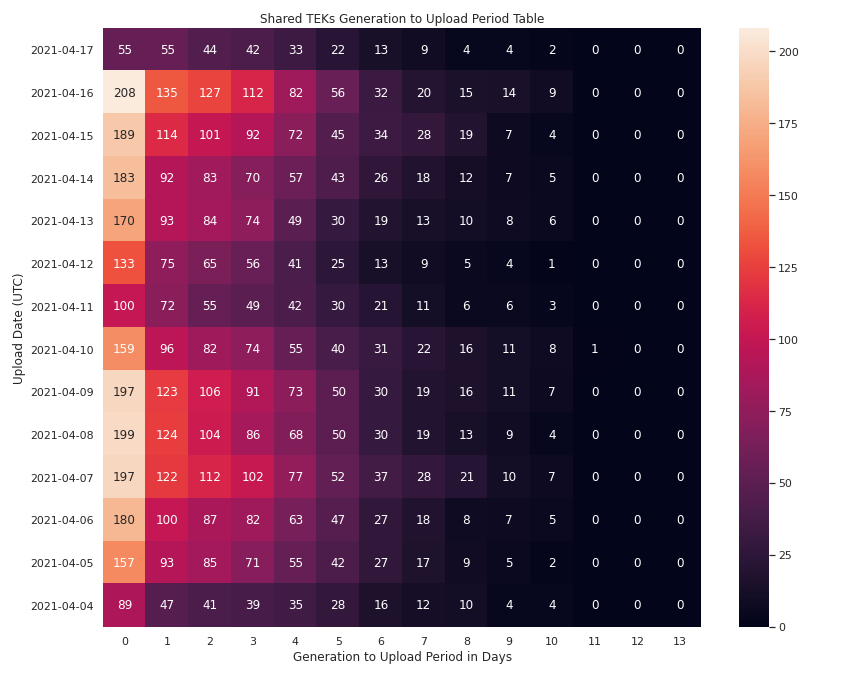 Shared TEKs Generation to Upload Period Table
2021-04-17 55 55 44 42 33 22 13 9 4 4 2 0 0 0
2021-04-16 208 135 127 112 82 56 32 20 15 14 9 0 0 0
2021-04-15 189 114 101 92 72 45 34 28 19 7 4 0 0 0
2021-04-14 183 92 83 70 57 43 26 18 12 7 5 0 0 0
2021-04-13 170 93 84 74 49 30 19 13 10 8 6 0 0 0
2021-04-12 133 75 65 56 41 25 13 9 5 4 1 0 0 0
2021-04-11 100 72 55 49 42 30 21 11 6 6 3 0 0 0
2021-04-10 159 96 82 74 55 40 31 22 16 11 8 1 0 0
2021-04-09 197 123 106 91 73 50 30 19 16 11 7 0 0 0
2021-04-08 199 124 104 86 68 50 30 19 13 9 4 0 0 0
2021-04-07 197 122 112 102 77 52 37 28 21 10 7 0 0 0
2021-04-06 180 100 87 82 63 47 27 18 8 7 5 0 0 0
2021-04-05 157 93 85 71 55 42 27 17 9 5 2 0 0 0
2021-04-04 89 47 41 39 35 28 16 12 10 4 4 0 0 0
0 1 2 3 4 5 6 7 8 9 10 11 12 13
Generation to Upload Period in Days
Upload Date (UTC)
200
175
150
125
100
75
50
25
0